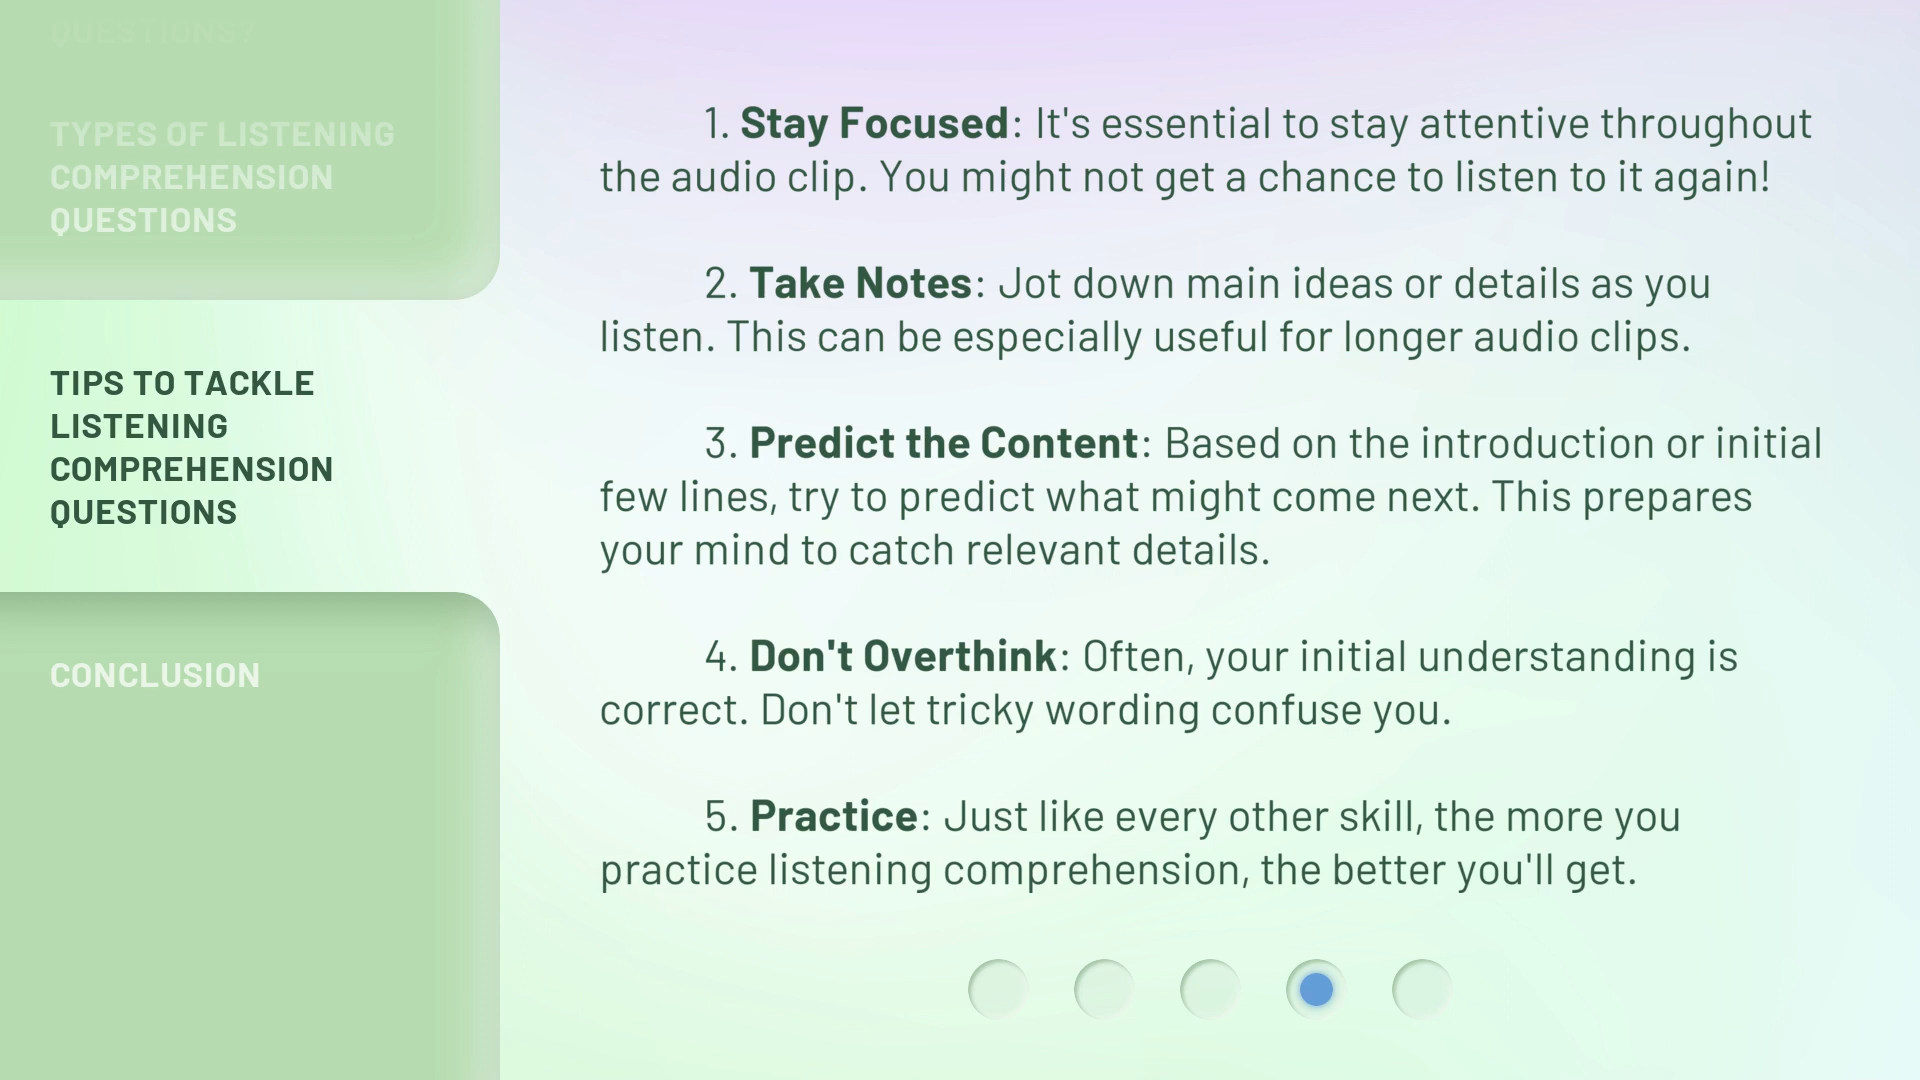 QUESTIONS?
TYPES OF LISTENING
COMPREHENSION
QUESTIONS
TIPS TO TACKLE
LISTENING
COMPREHENSION
QUESTIONS
CONCLUSION
1. Stay Focused: It's essential to stay attentive throughout
the audio clip. You might not get a chance to listen to it again!
2. Take Notes: Jot down main ideas or details as you
listen. This can be especially useful for longer audio clips.
3. Predict the Content: Based on the introduction or initial
few lines, try to predict what might come next. This prepares
your mind to catch relevant details.
4. Don't Overthink: Often, your initial understanding is
correct. Don't let tricky wording confuse you.
5. Practice: Just like every other skill, the more you
practice listening comprehension, the better you'll get.